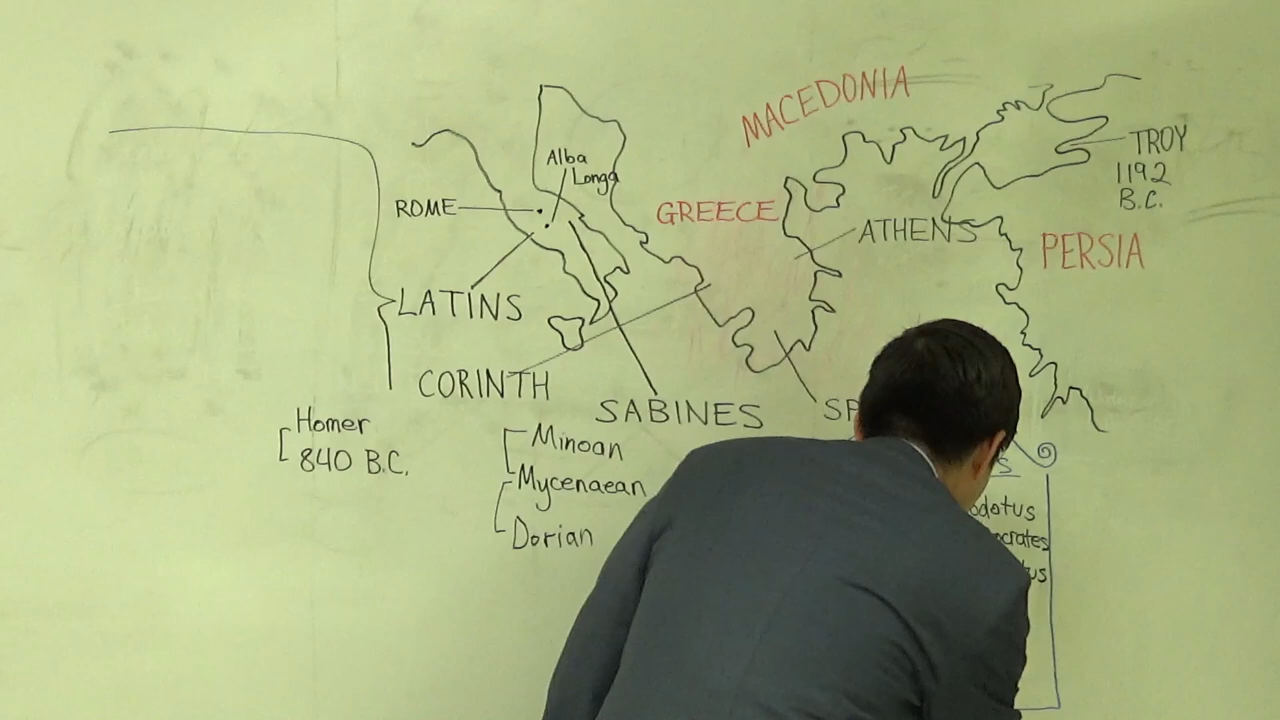 MACEDONIA
TROY
1192
B.C.
Alba
Longa
ROME
GREECE
ATHENS
PERSIA
LATINS
CORINTH
SABINES
Homer
840 B.C.
Minoan
Mycenaean
Dorian